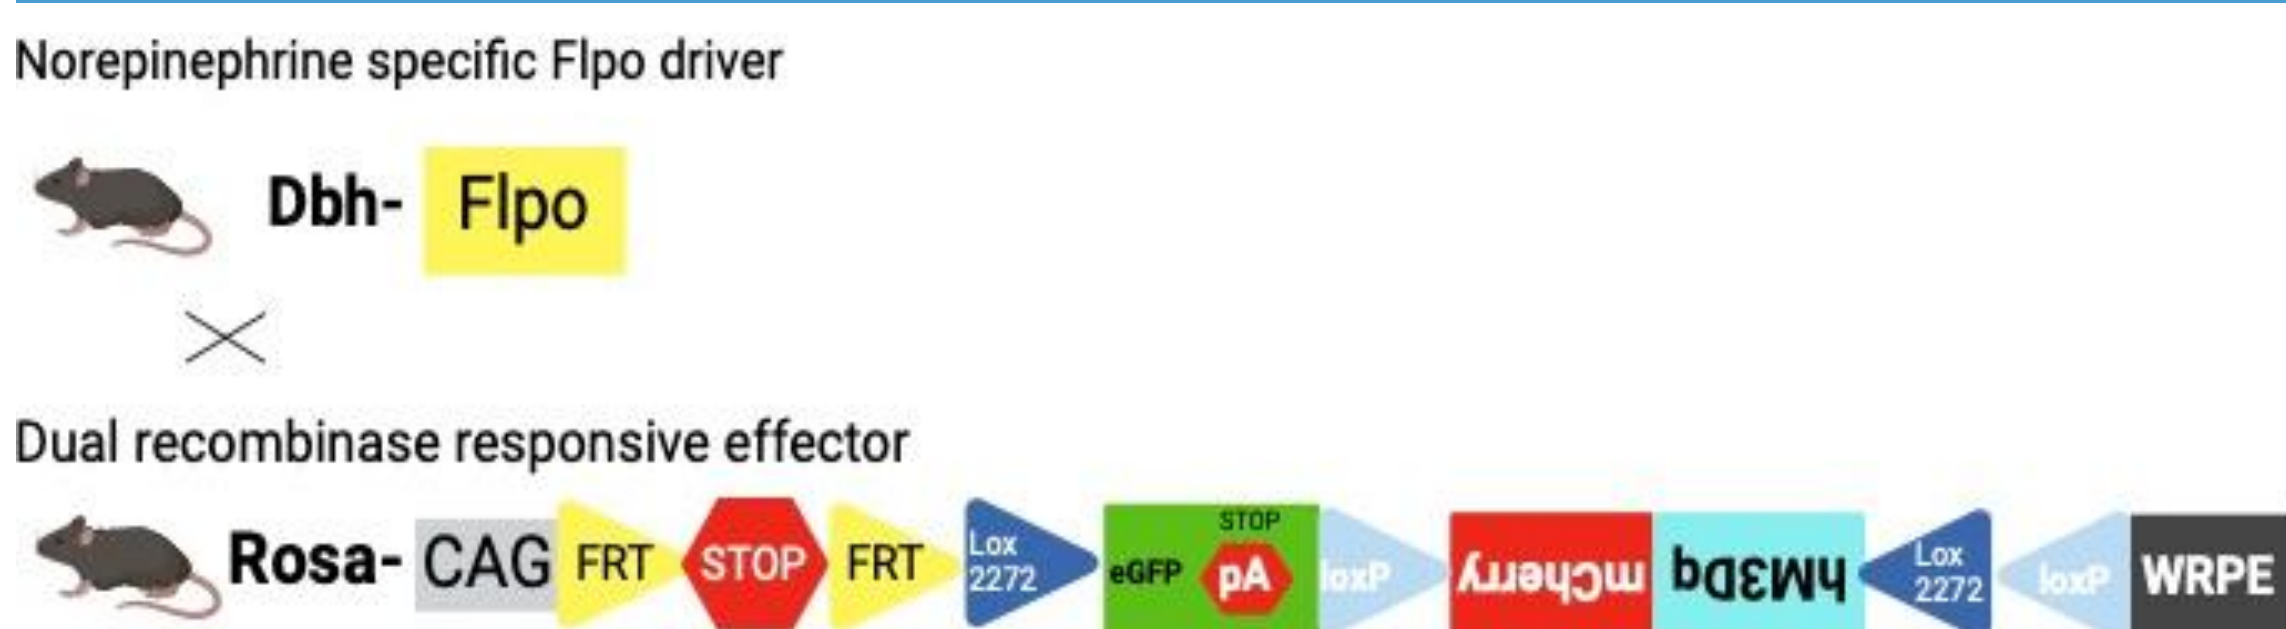 Norepinephrine specific Flpo driver
Dbh- Flpo
Dual recombinase responsive effector
Rosa- CAG FRT STOP FRT Lox 2272 eGFP STOP pA loxP mCherry hM3Dq Lox 2272 loxP WRPE